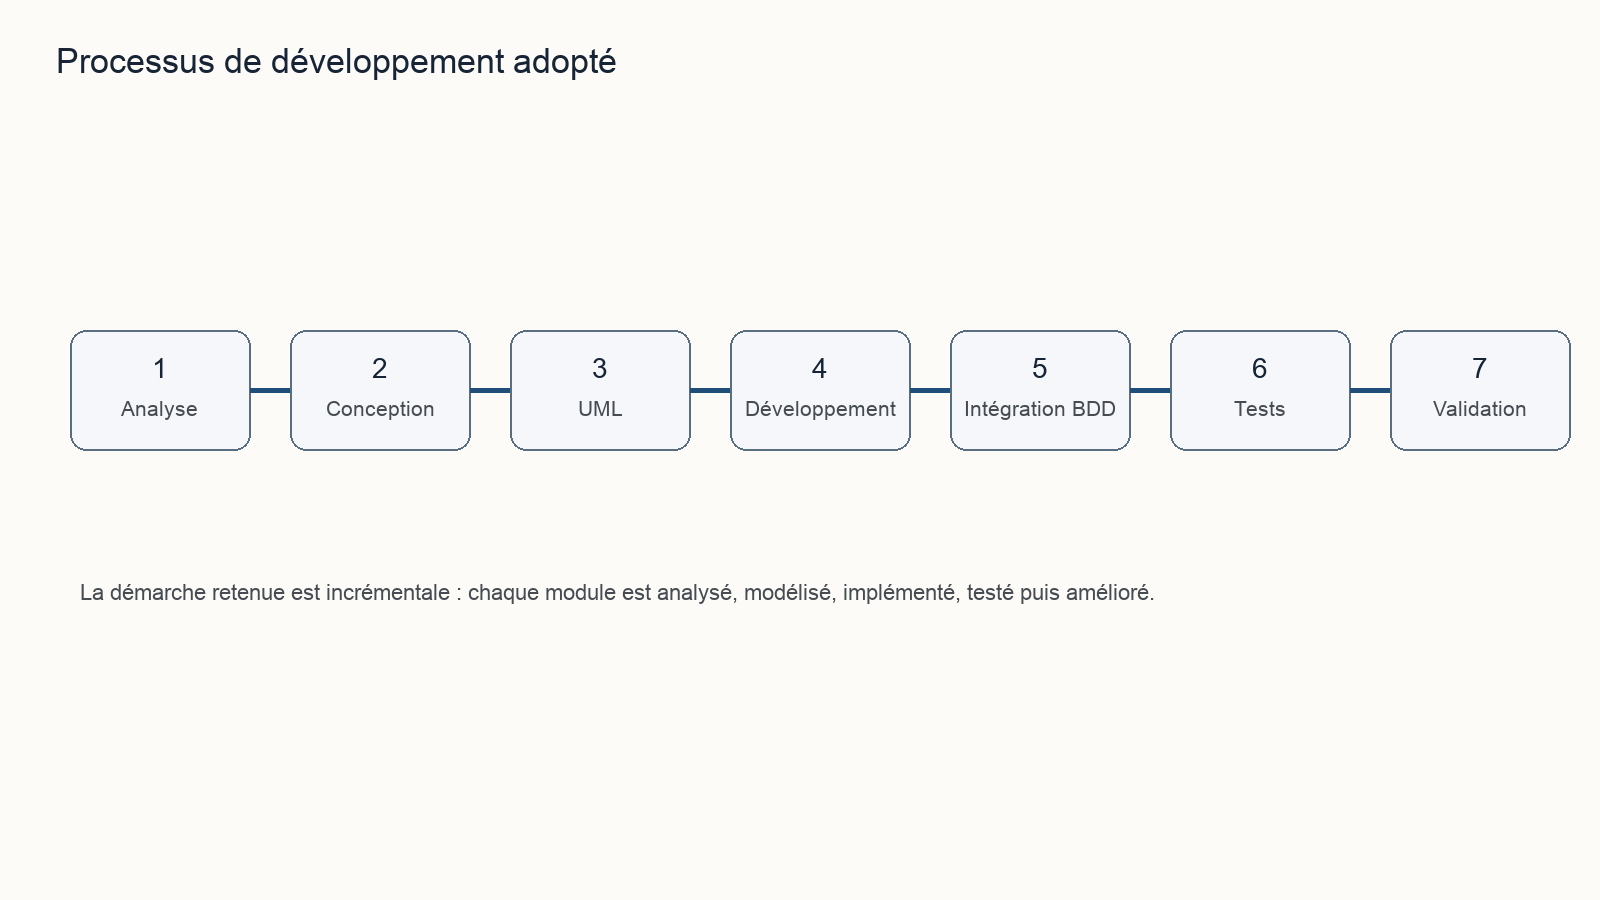 Processus de développement adopté
1
Analyse
2
Conception
3
UML
4
Développement
5
Intégration BDD
6
Tests
7
Validation
La démarche retenue est incrémentale : chaque module est analysé, modélisé, implémenté, testé puis amélioré.